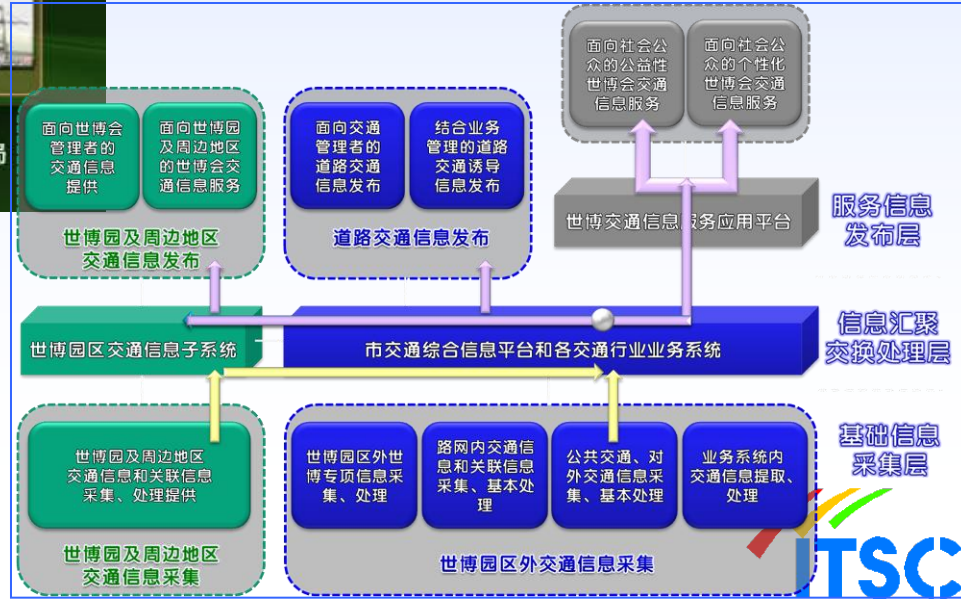 面向社会公
众的公益性
世博会交通
信息服务
面向社会公
众的个性化
世博会交通
信息服务
面向世博会
管理者的
交通信息
提供
面向世博园
及周边地区
的世博会交
通信息服务
世博园及周边地区
交通信息发布
面向交通
管理者的
道路交通
信息发布
结合业务
管理的道路
交通诱导
信息发布
道路交通信息发布
世博交通信息服务应用平台
服务信息
发布层
世博园区交通信息子系统
市交通综合信息平台和各交通行业业务系统
信息汇聚
交换处理层
世博园及周边地区
交通信息和关联信息
采集、处理提供
世博园及周边地区
交通信息采集
世博园区外世
博专项信息采
集、处理
路网内交通信
息和关联信息
采集、基本处
理
公共交通、对
外交通信息采
集、基本处理
业务系统内
交通信息提取、
处理
世博园区外交通信息采集
基础信息
采集层
ITSC